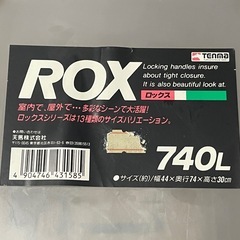 ROX
Locking handles insure
about tight closure.
It is also beautiful look at.
TENMA
ロックス
室内で、屋外で…多彩なシーンで大活躍!
ロックスシリーズは13種類のサイズバリエーション。
発売元
天馬株式会社
740L
4 904746 431585
●サイズ(約)/幅44×奥行74×高さ30cm